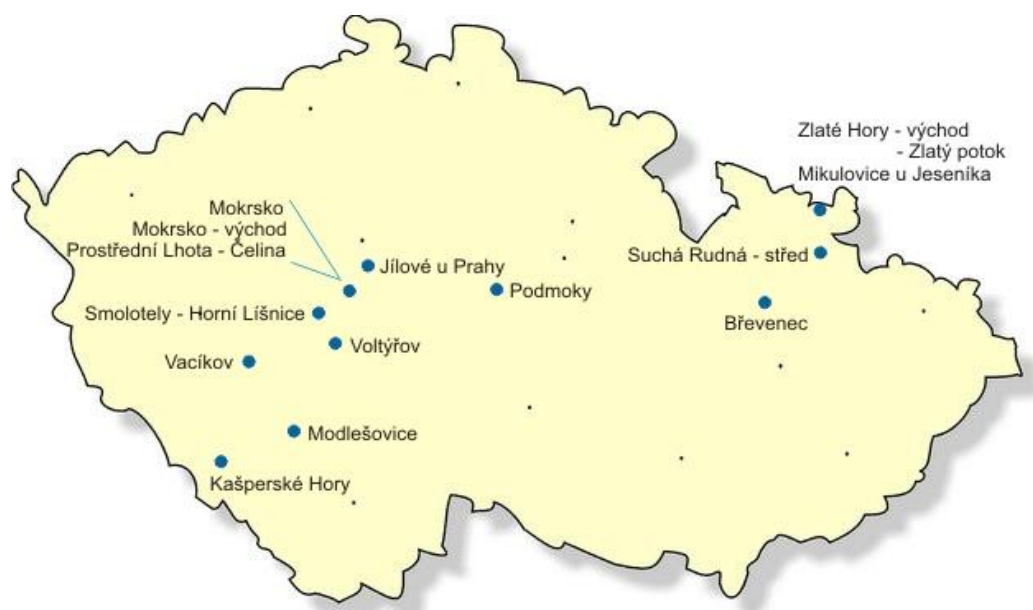 Zlaté Hory - východ
- Zlatý potok
Mikulovice u Jeseníka
Mokrsko
Mokrsko - východ
Prostřední Lhota - Čelina
Suchá Rudná - střed
Jílové u Prahy
Podmoky
Břevenec
Smolotely - Horní Líšnice
Voltýřov
Vacíkov
Modlešovice
Kašperské Hory